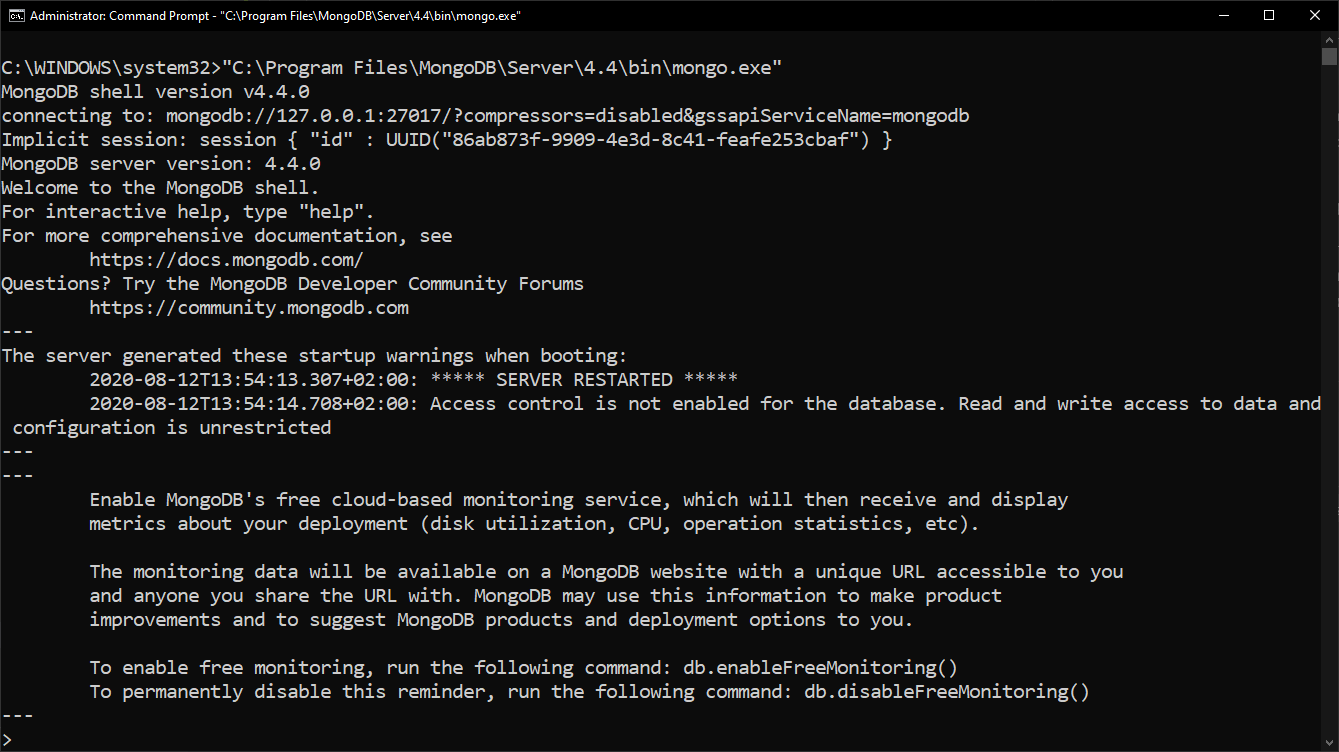 Administrator: Command Prompt - "C:\Program Files\MongoDB\Server\4.4\bin\mongo.exe"
C:\WINDOWS\system32>"C:\Program Files\MongoDB\Server\4.4\bin\mongo.exe"
MongoDB shell version v4.4.0
connecting to: mongodb://127.0.0.1:27017/?compressors=disabled&gssapiServiceName=mongodb
Implicit session: session { "id" : UUID("86ab873f-9909-4e3d-8c41-feafe253cbaf") }
MongoDB server version: 4.4.0
Welcome to the MongoDB shell.
For interactive help, type "help".
For more comprehensive documentation, see
        https://docs.mongodb.com/
Questions? Try the MongoDB Developer Community Forums
        https://community.mongodb.com
---
The server generated these startup warnings when booting:
        2020-08-12T13:54:13.307+02:00: ***** SERVER RESTARTED *****
        2020-08-12T13:54:14.708+02:00: Access control is not enabled for the database. Read and write access to data and
 configuration is unrestricted
---
---
        Enable MongoDB's free cloud-based monitoring service, which will then receive and display
        metrics about your deployment (disk utilization, CPU, operation statistics, etc).
        The monitoring data will be available on a MongoDB website with a unique URL accessible to you
        and anyone you share the URL with. MongoDB may use this information to make product
        improvements and to suggest MongoDB products and deployment options to you.
        To enable free monitoring, run the following command: db.enableFreeMonitoring()
        To permanently disable this reminder, run the following command: db.disableFreeMonitoring()
---
>